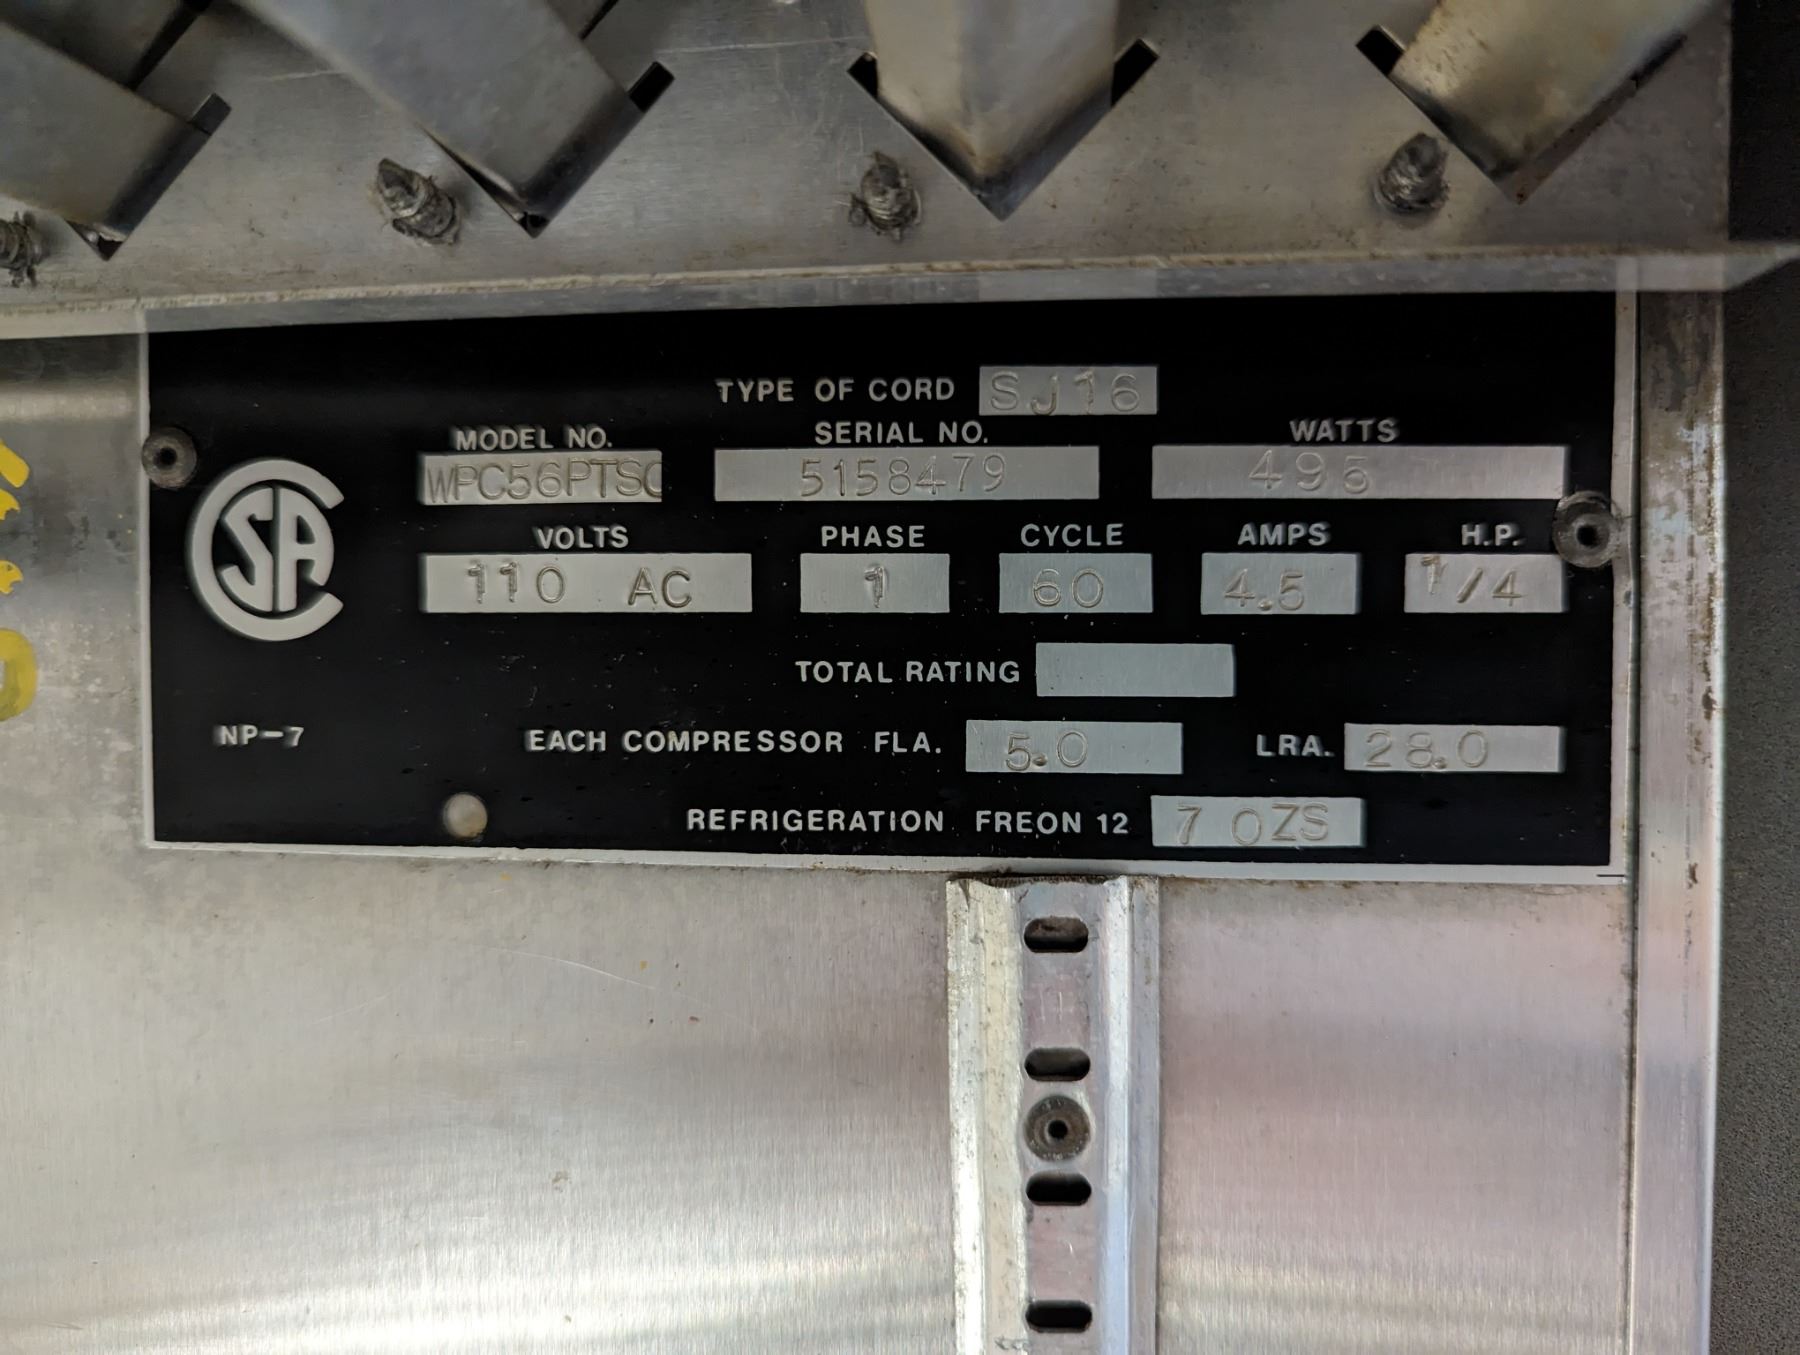 TYPE OF CORD SJ16
MODEL NO. SERIAL NO. WATTS
WPC56PTSC 5158479 495
VOLTS PHASE CYCLE AMPS H.P.
110 AC 1 60 4.5 1/4
CSA
TOTAL RATING
NP-7 EACH COMPRESSOR FLA. 5.0 LRA. 28.0
REFRIGERATION FREON 12 7 OZS